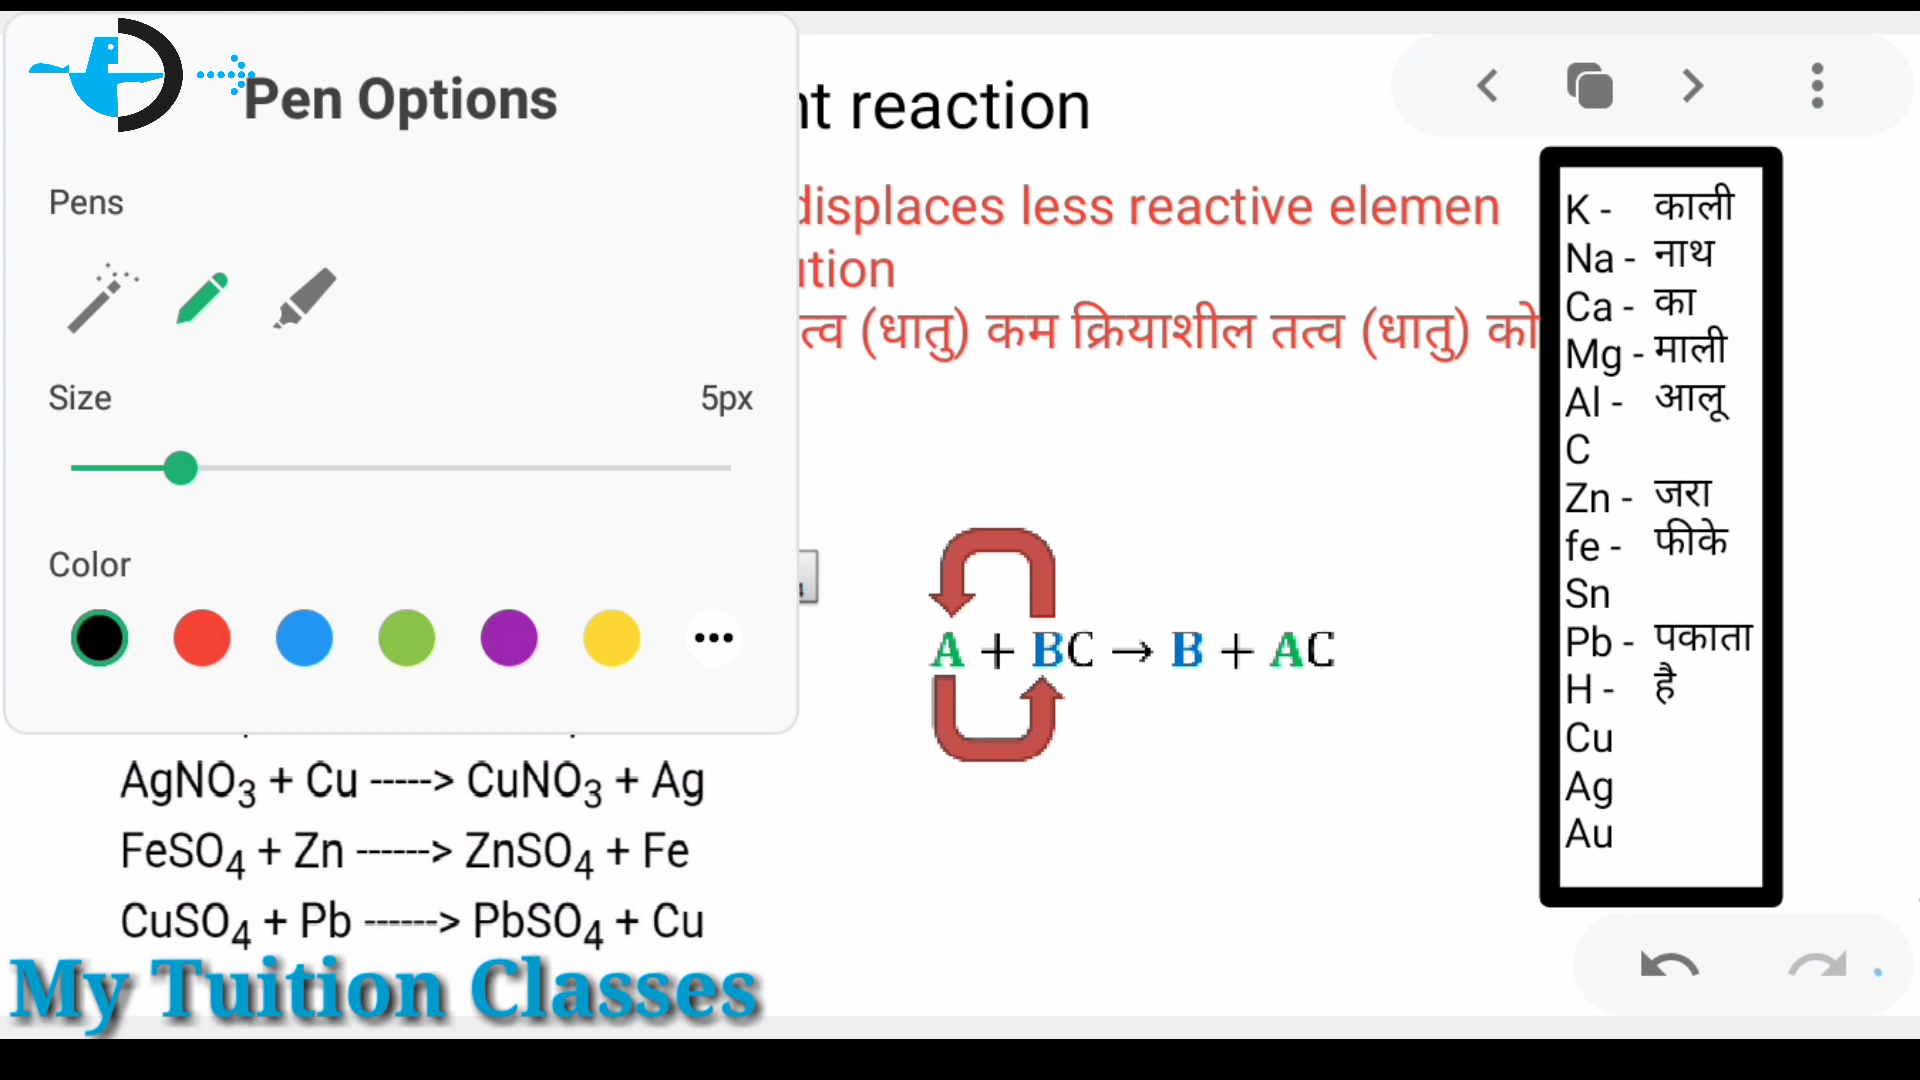 Pen Options
Pens
Size 5px
Color
nt reaction
displaces less reactive elemen
ution
त्व (धातु) कम क्रियाशील तत्व (धातु) को
A + BC → B + AC
AgNO₃ + Cu -----> CuNO₃ + Ag
FeSO₄ + Zn ------> ZnSO₄ + Fe
CuSO₄ + Pb ------> PbSO₄ + Cu
K - काली
Na - नाथ
Ca - का
Mg - माली
Al - आलू
C
Zn - जरा
fe - फीके
Sn
Pb - पकाता
H - है
Cu
Ag
Au
My Tuition Classes